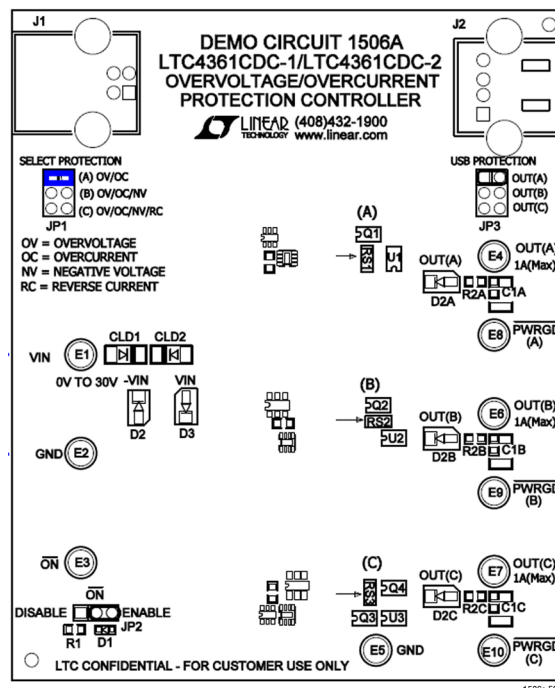 J1
J2
DEMO CIRCUIT 1506A
LTC4361CDC-1/LTC4361CDC-2
OVERVOLTAGE/OVERCURRENT
PROTECTION CONTROLLER
LINEAR TECHNOLOGY (408)432-1900
www.linear.com
SELECT PROTECTION
(A) OV/OC
(B) OV/OC/NV
(C) OV/OC/NV/RC
JP1
USB PROTECTION
OUT(A)
OUT(B)
OUT(C)
JP3
OV = OVERVOLTAGE
OC = OVERCURRENT
NV = NEGATIVE VOLTAGE
RC = REVERSE CURRENT
(A)
Q1
RS1
U1
OUT(A)
D2A
R2A
C1A
E4
OUT(A)
1A(Max)
E8
PWRGD
(A)
VIN
E1
CLD1 CLD2
0V TO 30V
-VIN
VIN
D2
D3
GND
E2
(B)
Q2
RS2
U2
OUT(B)
D2B
R2B
C1B
E6
OUT(B)
1A(Max)
E9
PWRGD
(B)
ON
E3
ON
DISABLE
ENABLE
JP2
R1
D1
(C)
RS3
Q4
Q3
U3
OUT(C)
D2C
R2C
C1C
E7
OUT(C)
1A(Max)
E5
GND
E10
PWRGD
(C)
LTC CONFIDENTIAL - FOR CUSTOMER USE ONLY